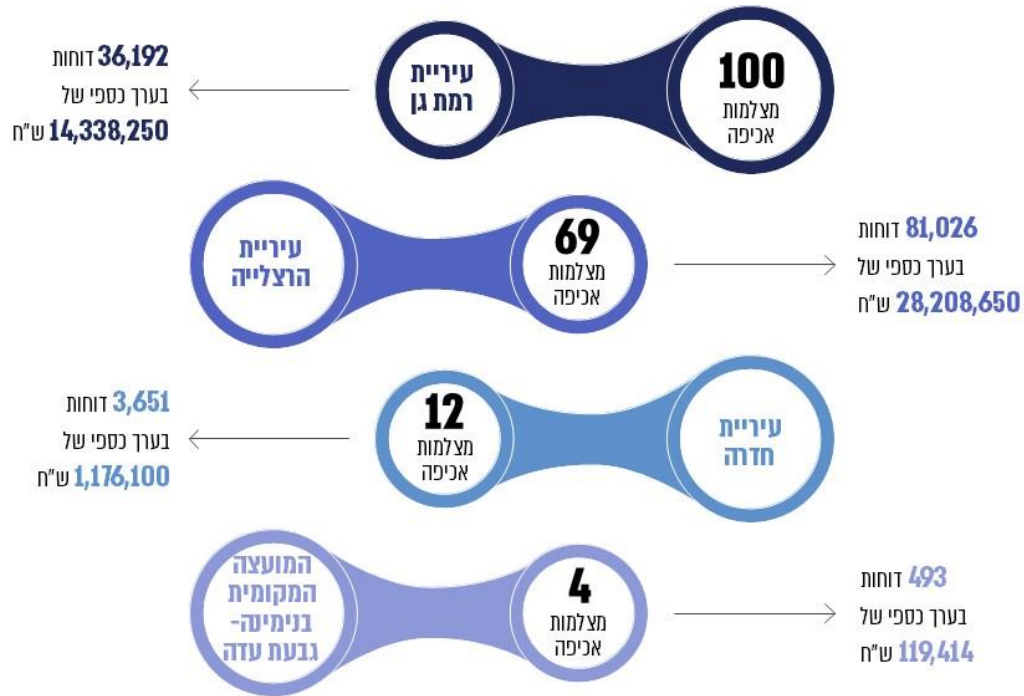 100
מצלמות
אכיפה
עיריית
רמת גן
36,192 דוחות
בערך כספי של
14,338,250 ש"ח
עיריית
הרצלייה
69
מצלמות
אכיפה
81,026 דוחות
בערך כספי של
28,208,650 ש"ח
עיריית
חדרה
12
מצלמות
אכיפה
3,651 דוחות
בערך כספי של
1,176,100 ש"ח
המועצה
המקומית
בנימינה-
גבעת עדה
4
מצלמות
אכיפה
493 דוחות
בערך כספי של
119,414 ש"ח